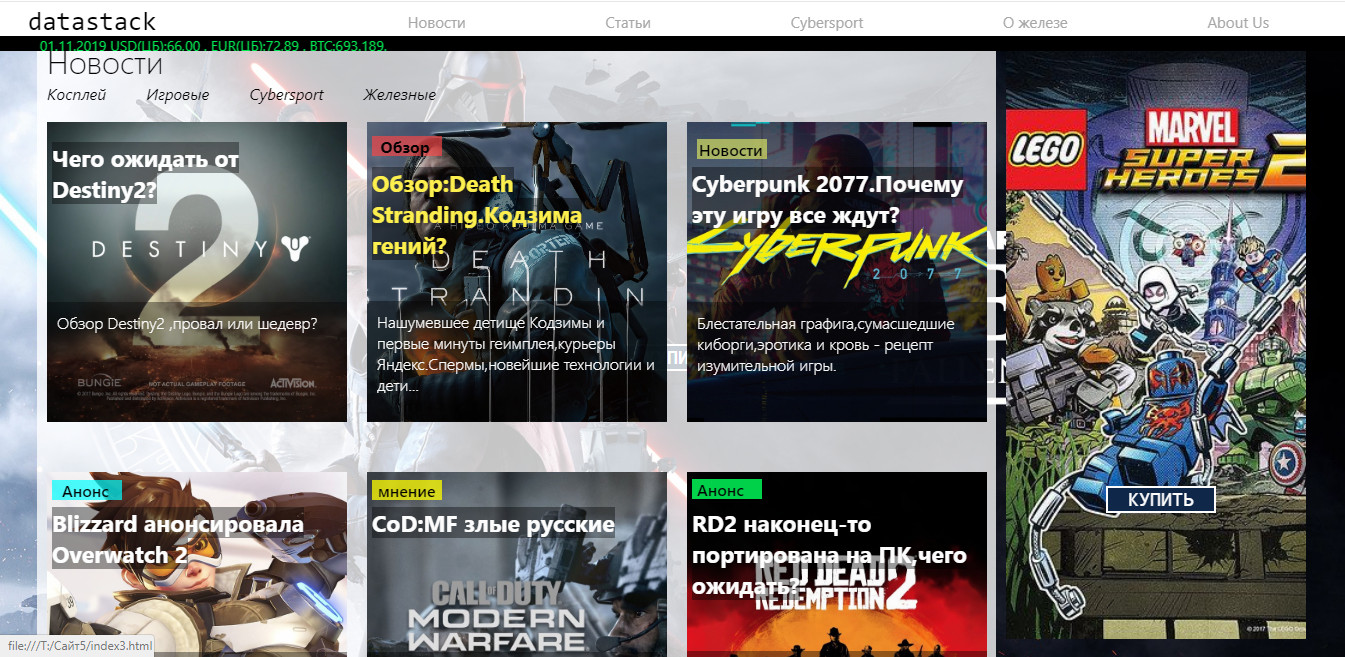 datastack
Новости Статьи Cybersport О железе About Us
01.11.2019 USD(ЦБ):66.00 , EUR(ЦБ):72.89 , BTC:693,189,
Новости
Косплей Игровые Cybersport Железные
Чего ожидать от
Destiny2?
2
DESTINY
Обзор Destiny2 ,провал или шедевр?
BUNGIE
NOT ACTUAL GAMEPLAY FOOTAGE
ACTIVISION
Обзор
Обзор:Death
Stranding.Кодзима
гений?
GAME
DEATH
STRANDIN
Нашумевшее детище Кодзимы и
первые минуты геимплея,курьеры
Яндекс.Спермы,новейшие технологии и
дети...
Новости
Cyberpunk 2077.Почему
эту игру все ждут?
CYBERPUNK
2077
Блестательная графига,сумасшедшие
киборги,эротика и кровь - рецепт
изумительной игры.
Анонс
Blizzard анонсировала
Overwatch 2
мнение
CoD:MF злые русские
CALL OF DUTY
MODERN
WARFARE
Анонс
RD2 наконец-то
портирована на ПК,чего
ожидать?
RED DEAD
REDEMPTION 2
LEGO
MARVEL
SUPER
HEROES 2
КУПИТЬ
LEGO
file:///T:/Сайт5/index3.html